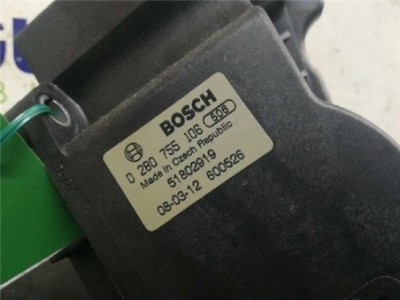 BOSCH
0 280 755 106 506
Made in Czech Republic
51802919
08-03-12 600526